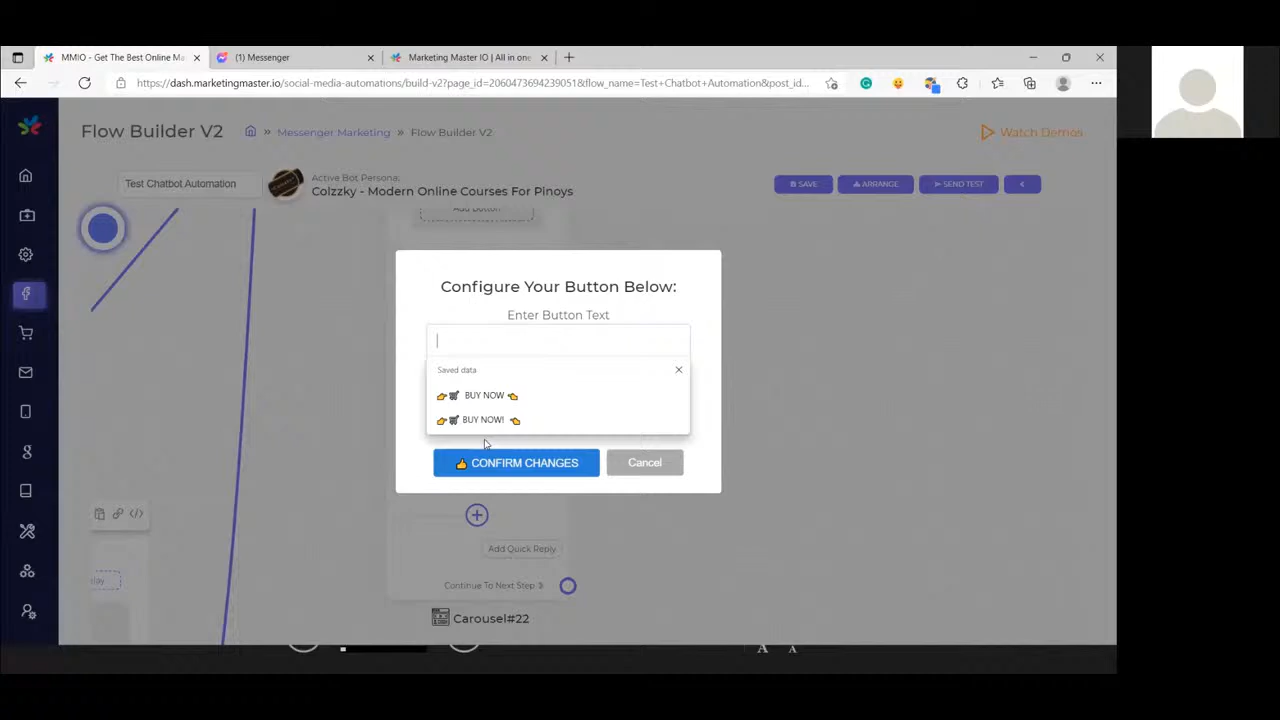 MMIO - Get The Best Online Ma
(1) Messenger
Marketing Master IO | All in one
https://dash.marketingmaster.io/social-media-automations/build-v2?page_id=2060473694239051&flow_name=Test+Chatbot+Automation&post_id...
Flow Builder V2
Messenger Marketing
Flow Builder V2
Watch Demos
Test Chatbot Automation
Active Bot Persona:
Colzzky - Modern Online Courses For Pinoys
SAVE
ARRANGE
SEND TEST
Add Button
Configure Your Button Below:
Enter Button Text
Saved data
👉🛒 BUY NOW 👈
👉🛒 BUY NOW! 👈
👍 CONFIRM CHANGES
Cancel
Add Quick Reply
Continue To Next Step
Carousel#22
A A